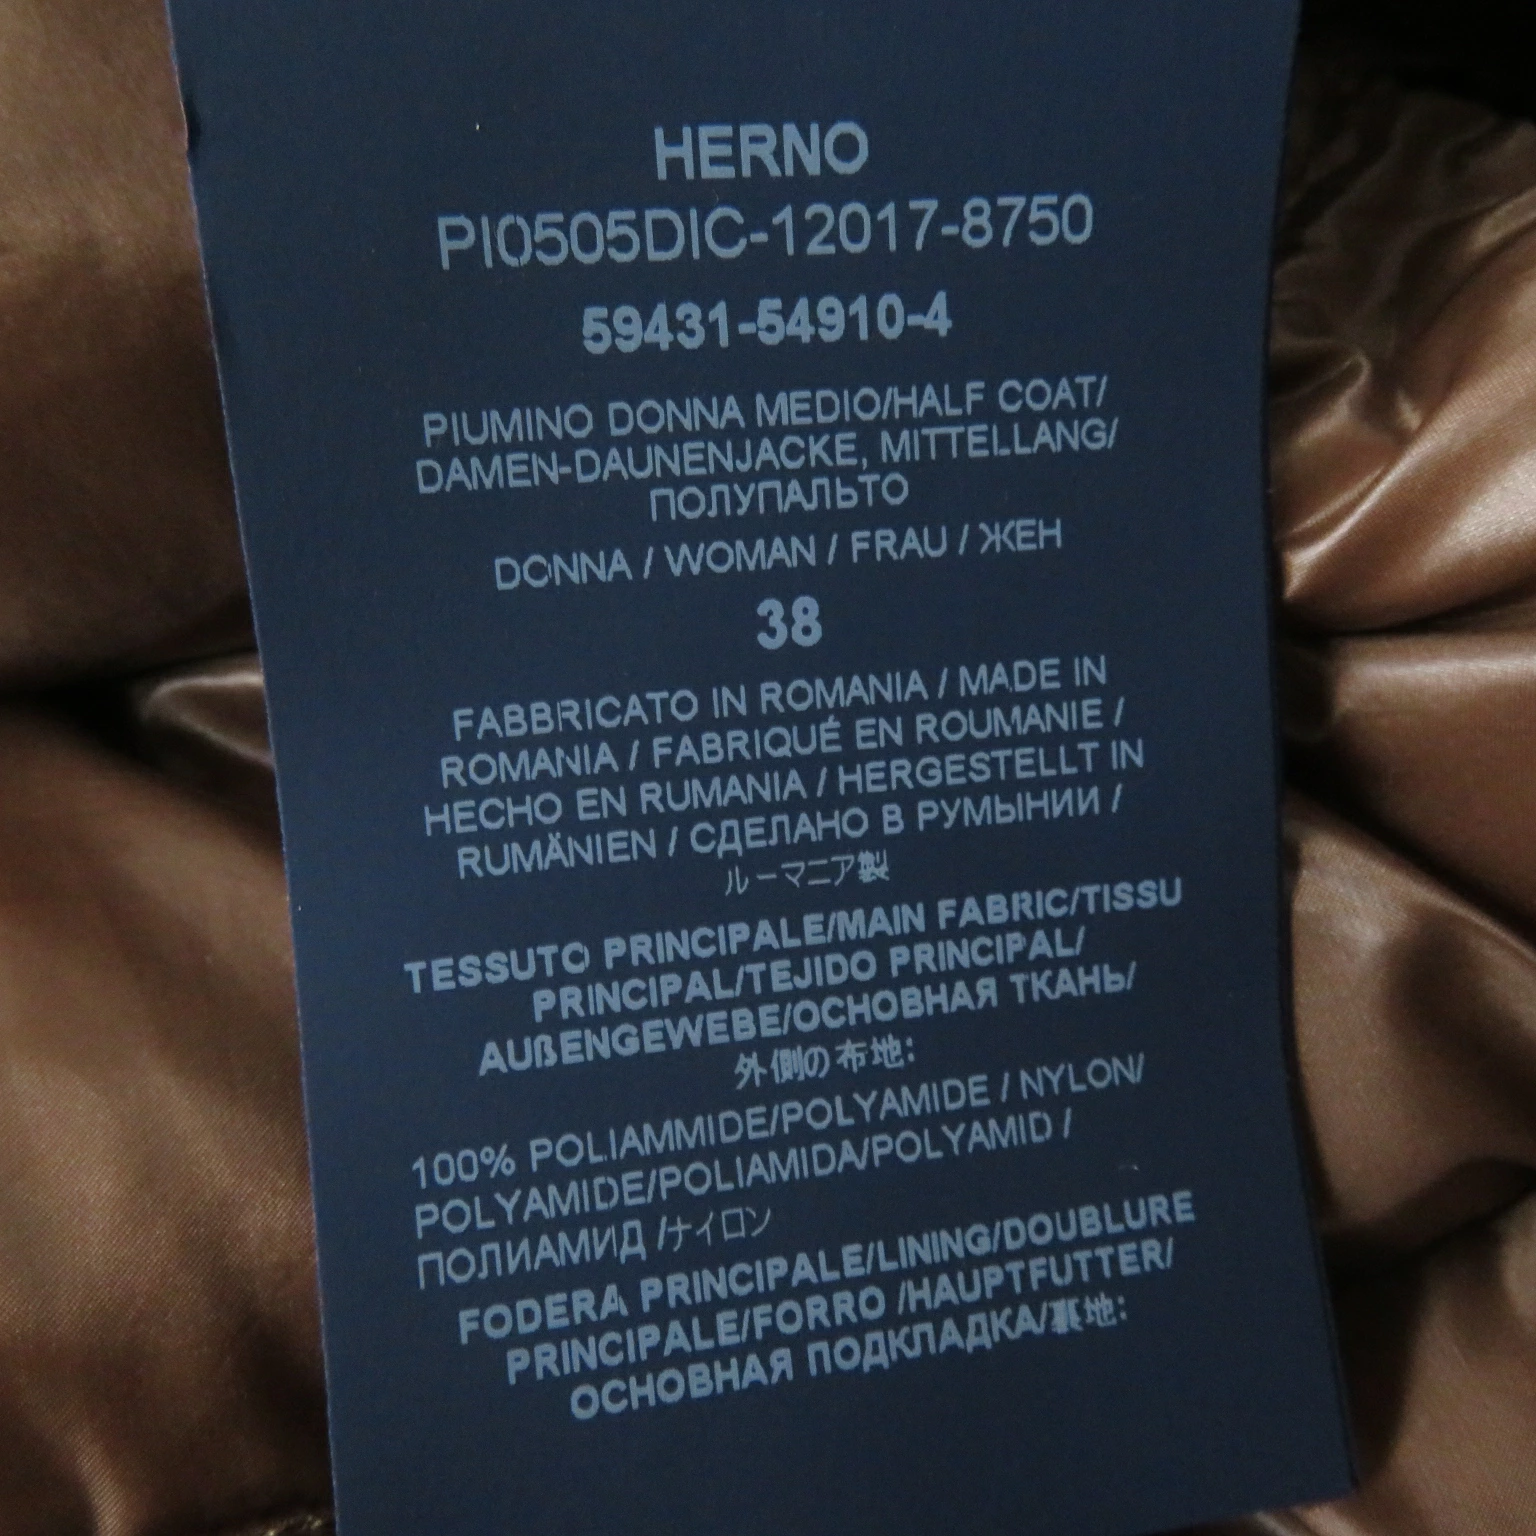 HERNO
PI0505DIC-12017-8750
59431-54910-4
PIUMINO DONNA MEDIO/HALF COAT/
DAMEN-DAUNENJACKE, MITTELLANG/
ПОЛУПАЛЬТО
DONNA / WOMAN / FRAU / ЖЕН
38
FABBRICATO IN ROMANIA / MADE IN
ROMANIA / FABRIQUÉ EN ROUMANIE /
HECHO EN RUMANIA / HERGESTELLT IN
RUMÄNIEN / СДЕЛАНО В РУМЫНИИ /
ルーマニア製
TESSUTO PRINCIPALE/MAIN FABRIC/TISSU
PRINCIPAL/TEJIDO PRINCIPAL/
AUßENGEWEBE/ОСНОВНАЯ ТКАНЬ/
外側の布地:
100% POLIAMMIDE/POLYAMIDE / NYLON/
POLYAMIDE/POLIAMIDA/POLYAMID /
ПОЛИАМИД /ナイロン
FODERA PRINCIPALE/LINING/DOUBLURE
PRINCIPALE/FORRO /HAUPTFUTTER/
ОСНОВНАЯ ПОДКЛАДКА/裏地: